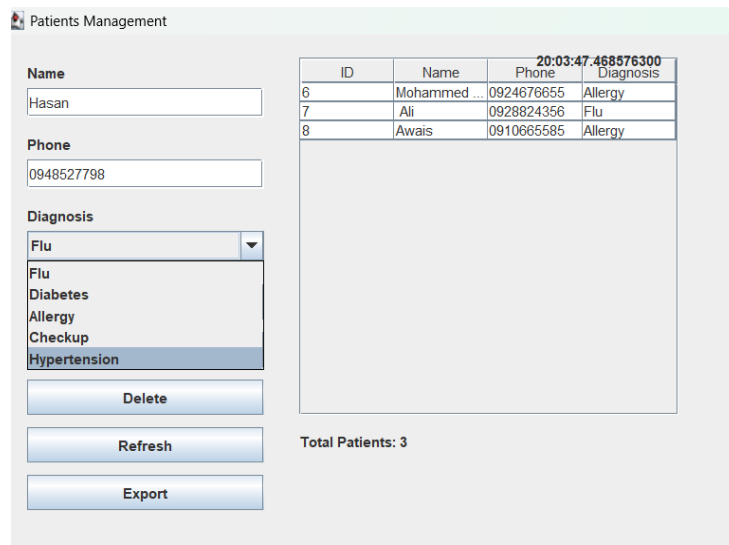 Patients Management
Name
Hasan
Phone
0948527798
Diagnosis
Flu
Flu
Diabetes
Allergy
Checkup
Hypertension
Delete
Refresh
Export
20:03:47.468576300
ID Name Phone Diagnosis
6 Mohammed ... 0924676655 Allergy
7 Ali 0928824356 Flu
8 Awais 0910665585 Allergy
Total Patients: 3